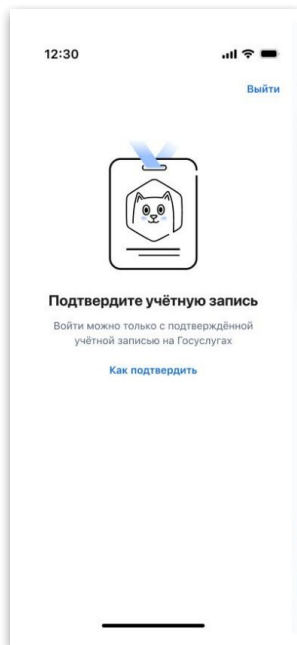 12:30
Выйти
Подтвердите учётную запись
Войти можно только с подтверждённой
учётной записью на Госуслугах
Как подтвердить